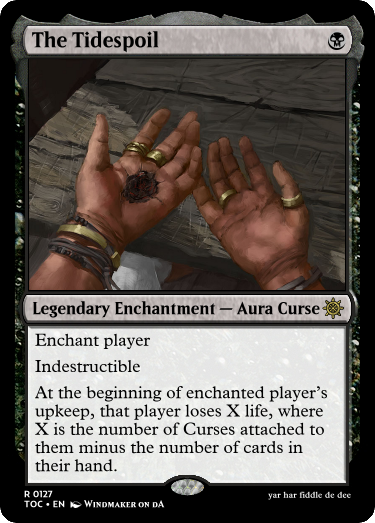 The Tidespoil
Legendary Enchantment — Aura Curse
Enchant player
Indestructible
At the beginning of enchanted player's
upkeep, that player loses X life, where
X is the number of Curses attached to
them minus the number of cards in
their hand.
R 0127
TOC • EN Windmaker on dA
yar har fiddle de dee